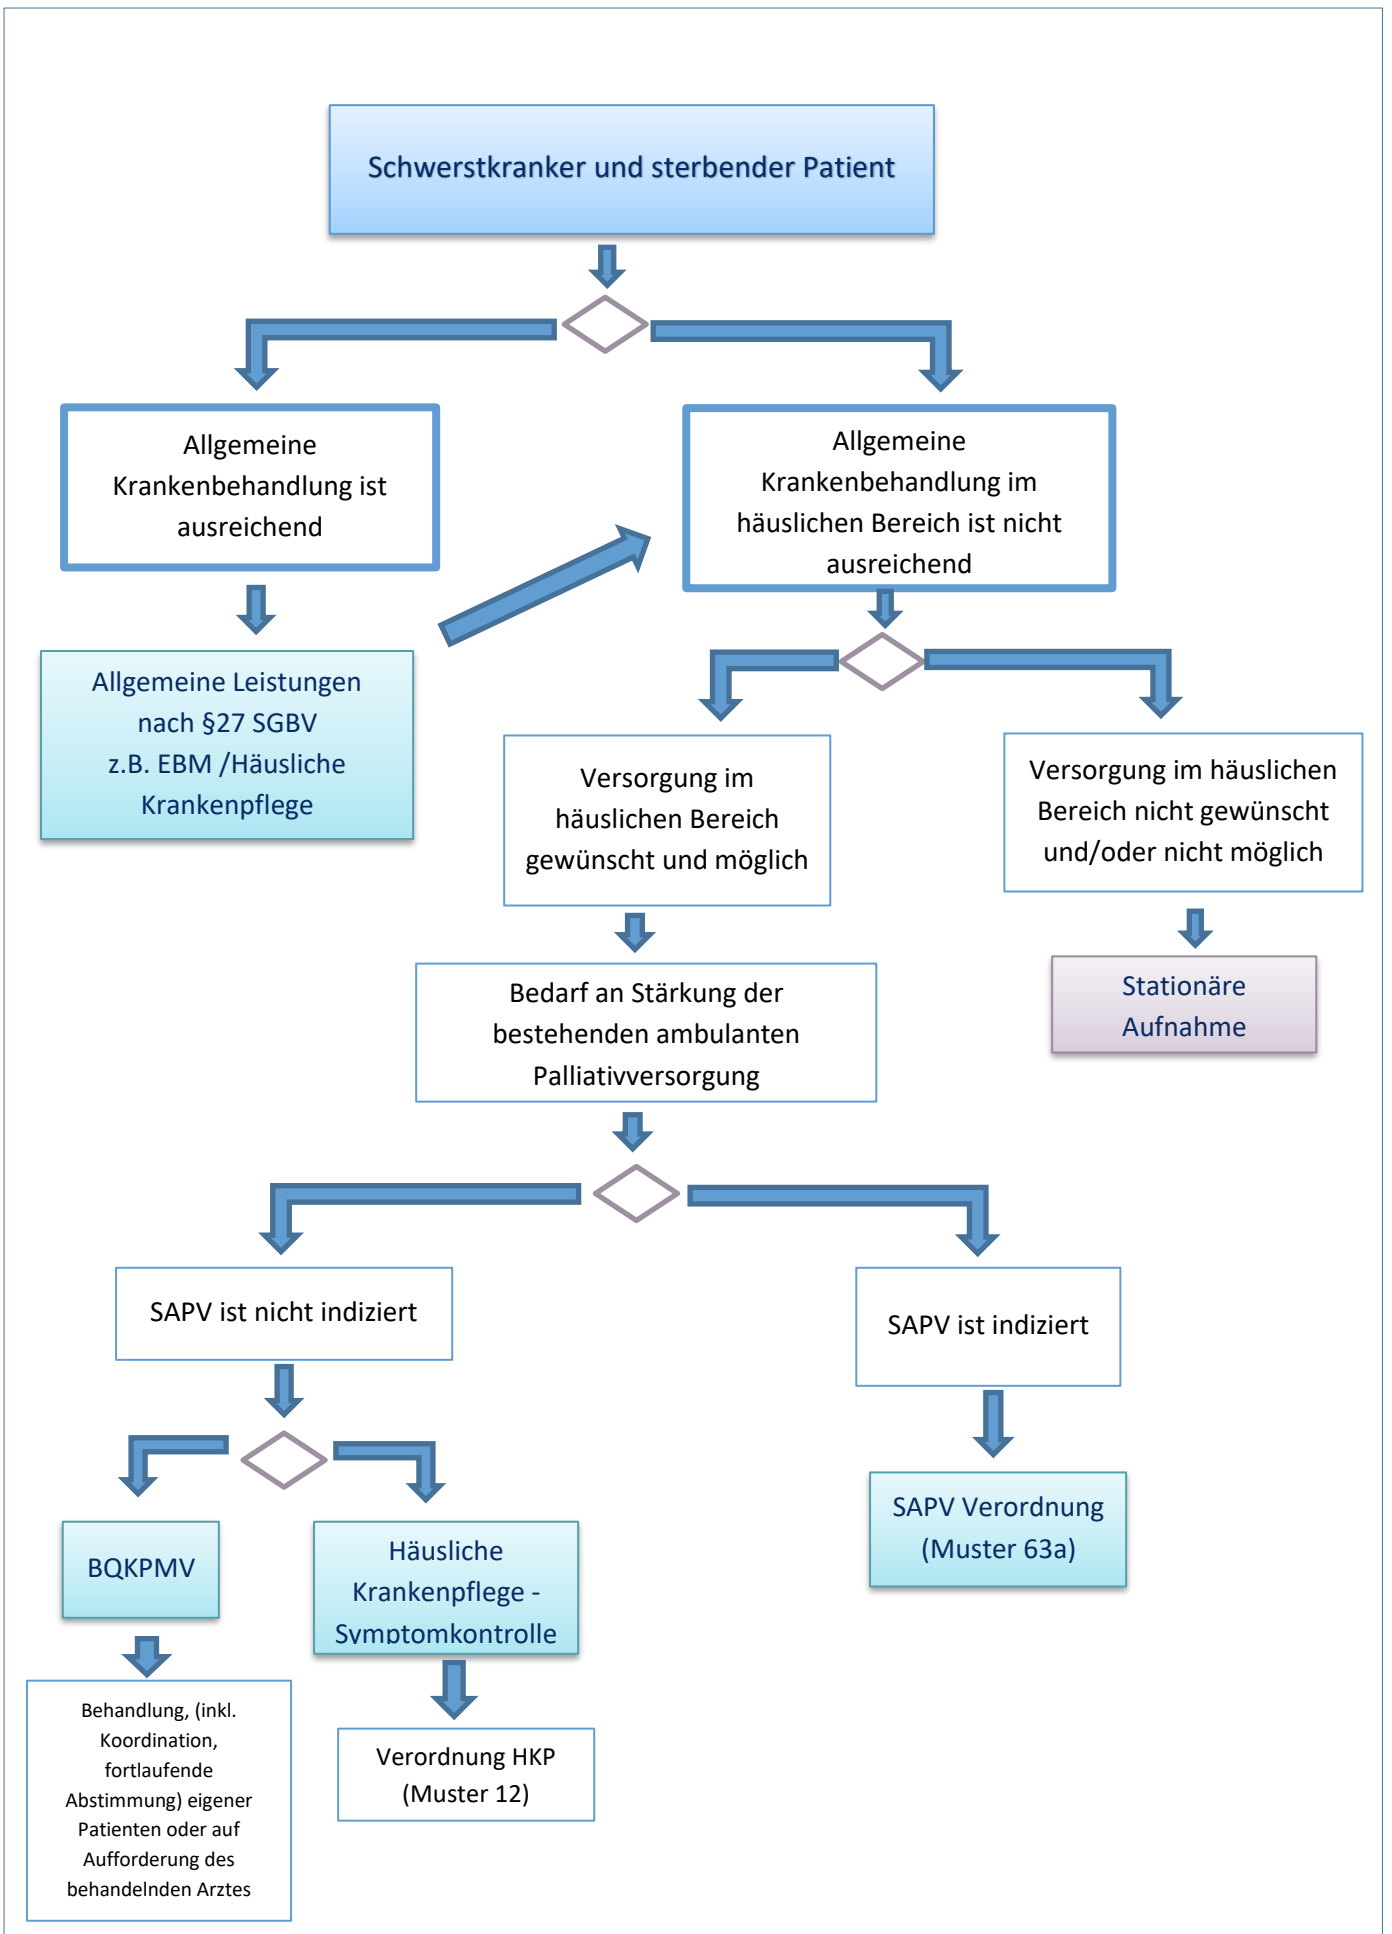 Schwerstkranker und sterbender Patient
Allgemeine
Krankenbehandlung ist
ausreichend
Allgemeine
Krankenbehandlung im
häuslichen Bereich ist nicht
ausreichend
Allgemeine Leistungen
nach §27 SGBV
z.B. EBM /Häusliche
Krankenpflege
Versorgung im
häuslichen Bereich
gewünscht und möglich
Versorgung im häuslichen
Bereich nicht gewünscht
und/oder nicht möglich
Bedarf an Stärkung der
bestehenden ambulanten
Palliativversorgung
Stationäre
Aufnahme
SAPV ist nicht indiziert
SAPV ist indiziert
BQKPMV
Häusliche
Krankenpflege -
Symptomkontrolle
SAPV Verordnung
(Muster 63a)
Behandlung, (inkl.
Koordination,
fortlaufende
Abstimmung) eigener
Patienten oder auf
Aufforderung des
behandelnden Arztes
Verordnung HKP
(Muster 12)